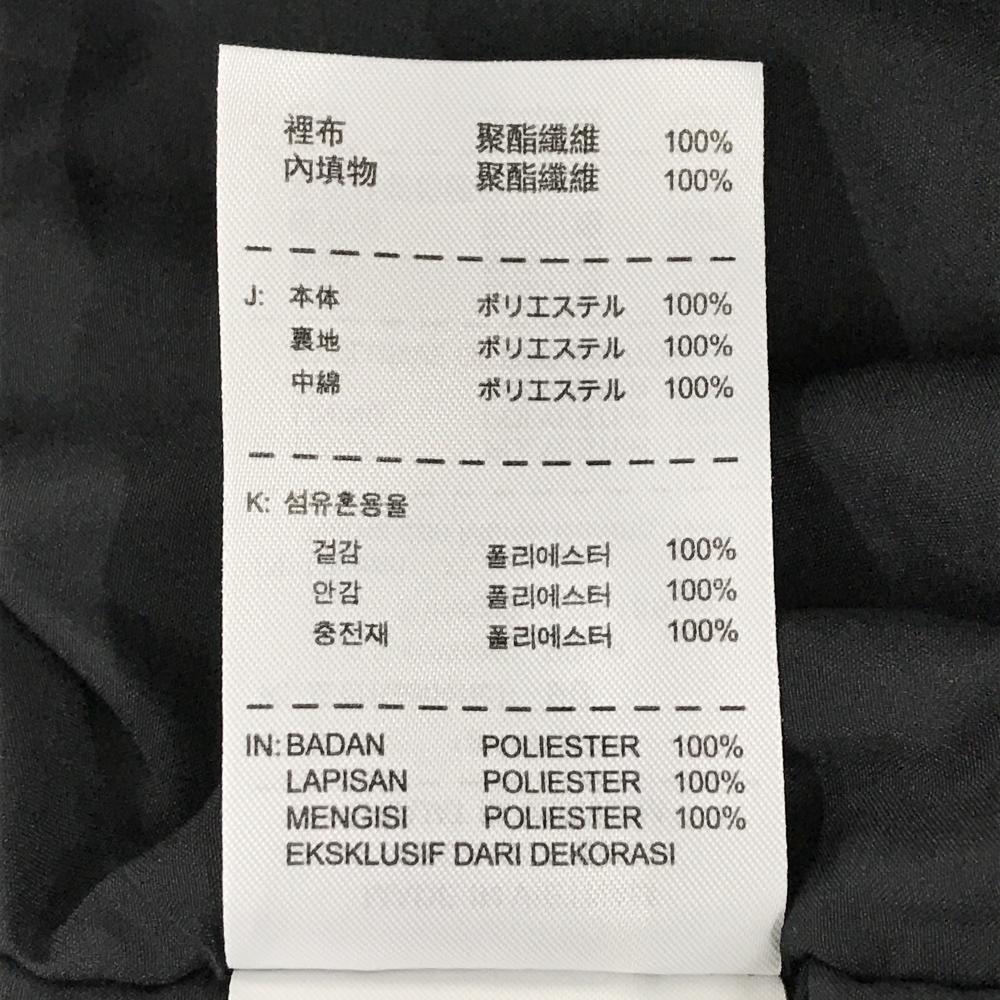 裡布 聚酯纖維 100%
內填物 聚酯纖維 100%
J: 本体 ポリエステル 100%
裏地 ポリエステル 100%
中綿 ポリエステル 100%
K: 섬유혼용율
겉감 폴리에스터 100%
안감 폴리에스터 100%
충전재 폴리에스터 100%
IN: BADAN POLIESTER 100%
LAPISAN POLIESTER 100%
MENGISI POLIESTER 100%
EKSKLUSIF DARI DEKORASI